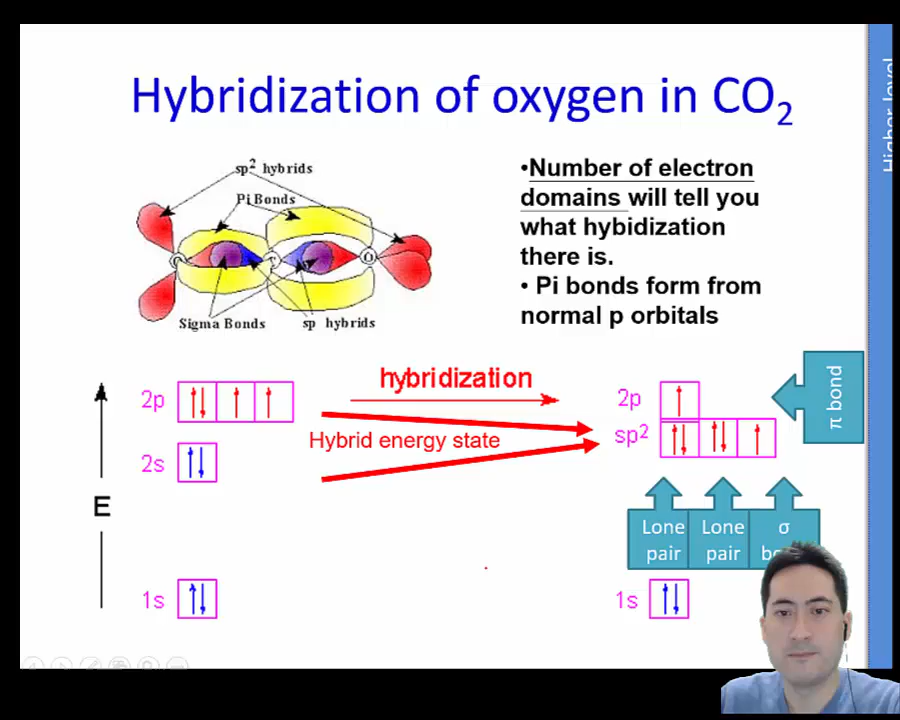 Hybridization of oxygen in CO2
Higher level
sp2 hybrids
Pi Bonds
O
Sigma Bonds
sp hybrids
•Number of electron
domains will tell you
what hybidization
there is.
• Pi bonds form from
normal p orbitals
hybridization
Hybrid energy state
2p
2s
E
1s
2p
sp2
1s
π bond
Lone
pair
Lone
pair
σ